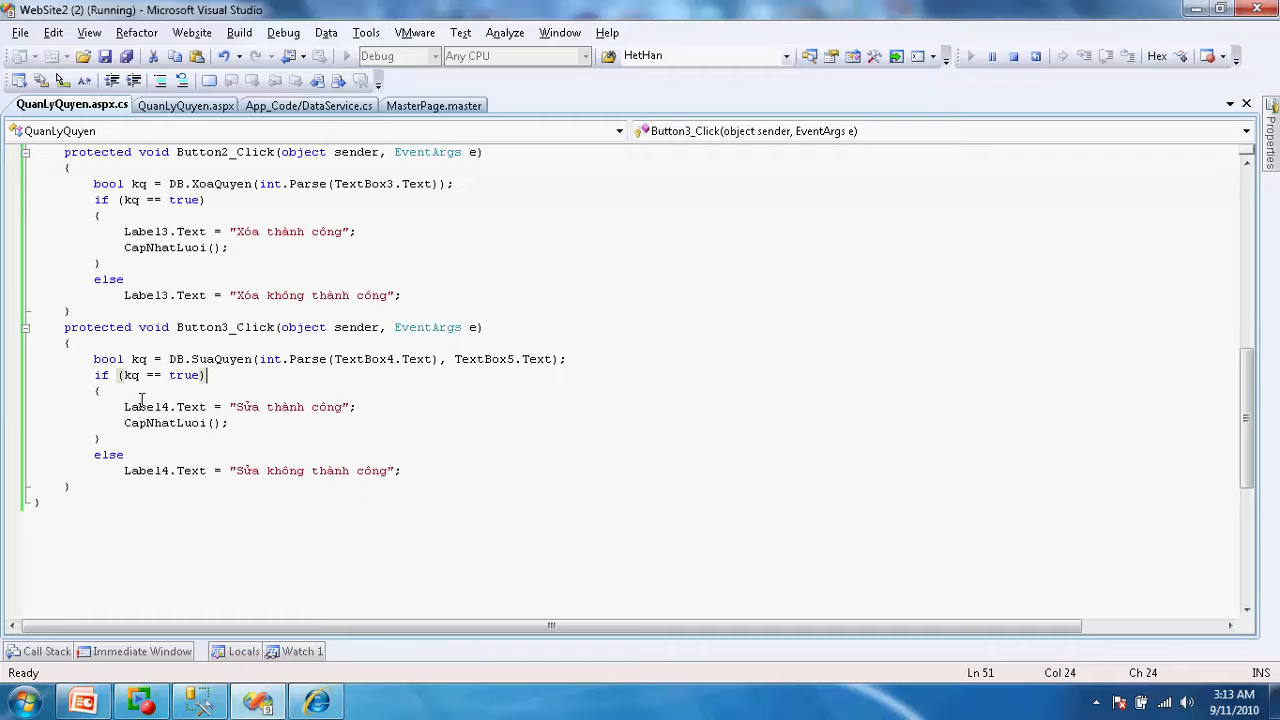 WebSite2 (2) (Running) - Microsoft Visual Studio
File Edit View Refactor Website Build Debug Data Tools VMware Test Analyze Window Help
Debug Any CPU HetHan Hex
QuanLyQuyen.aspx.cs QuanLyQuyen.aspx App_Code/DataService.cs MasterPage.master
QuanLyQuyen Button3_Click(object sender, EventArgs e)
Properties
protected void Button2_Click(object sender, EventArgs e)
{
bool kq = DB.XoaQuyen(int.Parse(TextBox3.Text));
if (kq == true)
{
Label3.Text = "Xóa thành công";
CapNhatLuoi();
}
else
Label3.Text = "Xóa không thành công";
}
protected void Button3_Click(object sender, EventArgs e)
{
bool kq = DB.SuaQuyen(int.Parse(TextBox4.Text), TextBox5.Text);
if (kq == true)
{
Label4.Text = "Sửa thành công";
CapNhatLuoi();
}
else
Label4.Text = "Sửa không thành công";
}
}
Call Stack Immediate Window Locals Watch 1
Ready Ln 51 Col 24 Ch 24 INS
3:13 AM
9/11/2010